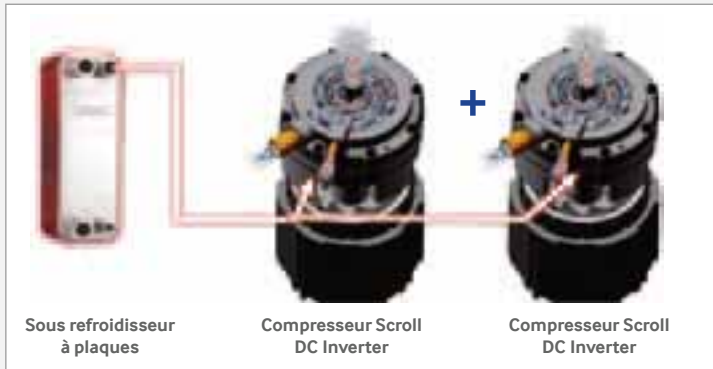 +
Sous refroidisseur
à plaques
Compresseur Scroll
DC Inverter
Compresseur Scroll
DC Inverter